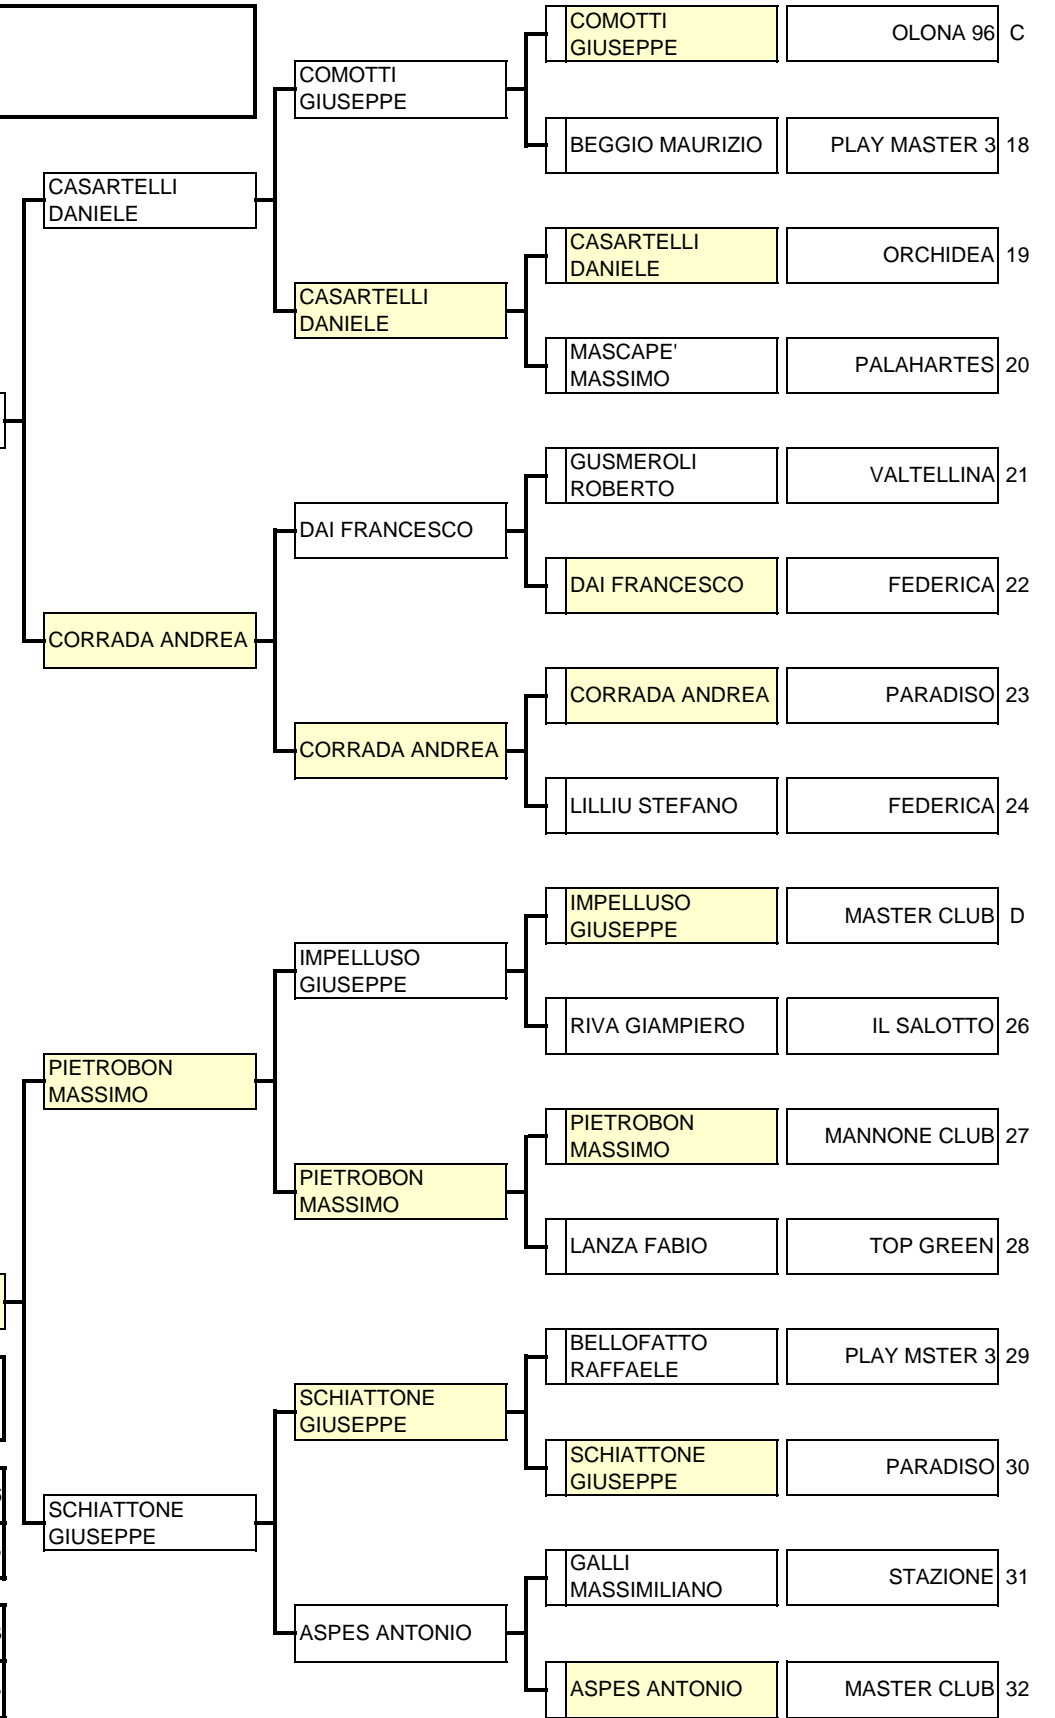 COMOTTI
GIUSEPPE
OLONA 96 C
COMOTTI
GIUSEPPE
BEGGIO MAURIZIO PLAY MASTER 3 18
CASARTELLI
DANIELE
CASARTELLI
DANIELE
ORCHIDEA 19
CASARTELLI
DANIELE
MASCAPE'
MASSIMO
PALAHARTES 20
GUSMEROLI
ROBERTO
VALTELLINA 21
DAI FRANCESCO
DAI FRANCESCO FEDERICA 22
CORRADA ANDREA
CORRADA ANDREA PARADISO 23
CORRADA ANDREA
LILLIU STEFANO FEDERICA 24
IMPELLUSO
GIUSEPPE
MASTER CLUB D
IMPELLUSO
GIUSEPPE
RIVA GIAMPIERO IL SALOTTO 26
PIETROBON
MASSIMO
PIETROBON
MASSIMO
MANNONE CLUB 27
PIETROBON
MASSIMO
LANZA FABIO TOP GREEN 28
BELLOFATTO
RAFFAELE
PLAY MSTER 3 29
SCHIATTONE
GIUSEPPE
SCHIATTONE
GIUSEPPE
PARADISO 30
SCHIATTONE
GIUSEPPE
GALLI
MASSIMILIANO
STAZIONE 31
ASPES ANTONIO
ASPES ANTONIO MASTER CLUB 32